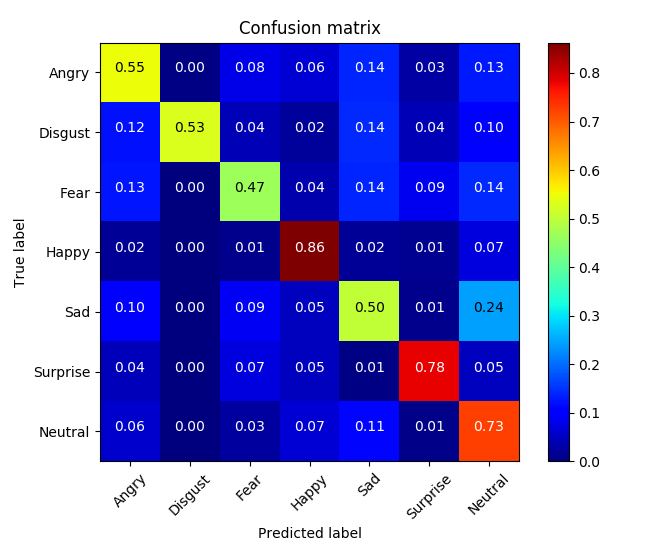 Confusion matrix
Angry 0.55 0.00 0.08 0.06 0.14 0.03 0.13
Disgust 0.12 0.53 0.04 0.02 0.14 0.04 0.10
Fear 0.13 0.00 0.47 0.04 0.14 0.09 0.14
Happy 0.02 0.00 0.01 0.86 0.02 0.01 0.07
Sad 0.10 0.00 0.09 0.05 0.50 0.01 0.24
Surprise 0.04 0.00 0.07 0.05 0.01 0.78 0.05
Neutral 0.06 0.00 0.03 0.07 0.11 0.01 0.73
Angry Disgust Fear Happy Sad Surprise Neutral
Predicted label
True label
0.8
0.7
0.6
0.5
0.4
0.3
0.2
0.1
0.0